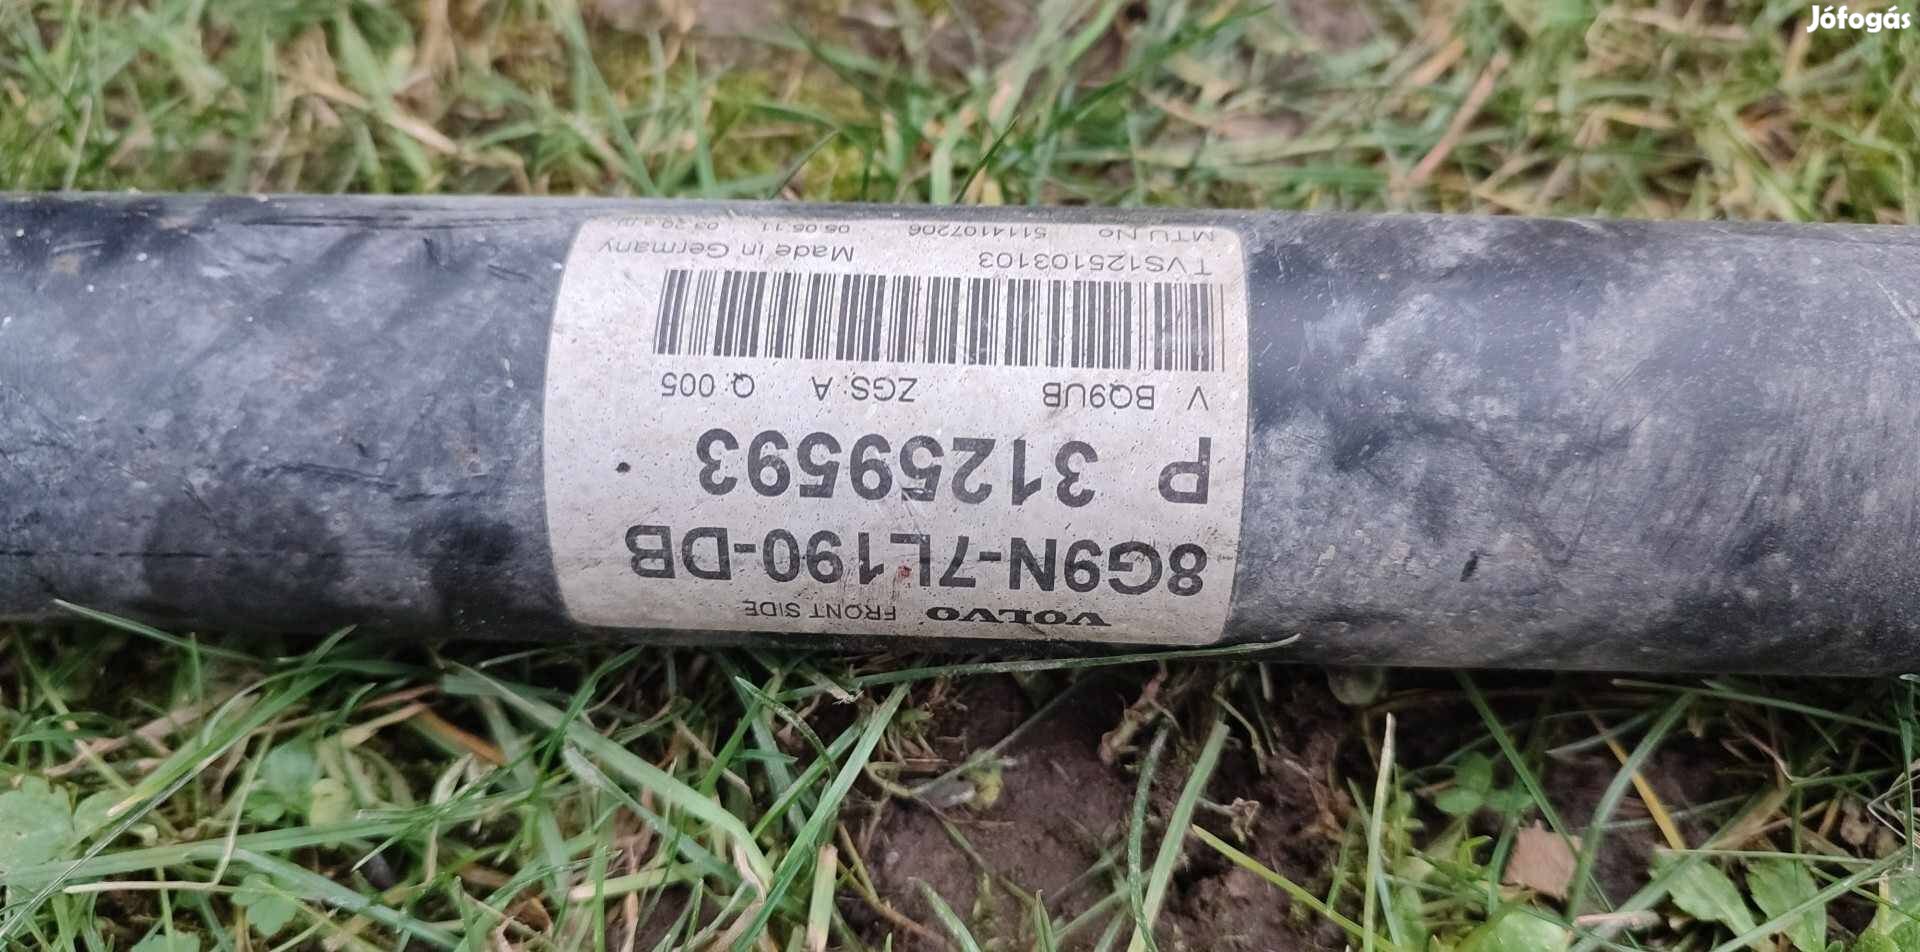 Jófogás
VOLVO FRONT SIDE
8G9N-7L190-DB
P 31259593
V: BQ9UB ZGS: A Q: 005
TVS125103103 Made in Germany
MTU No 5114107206 05.05.11